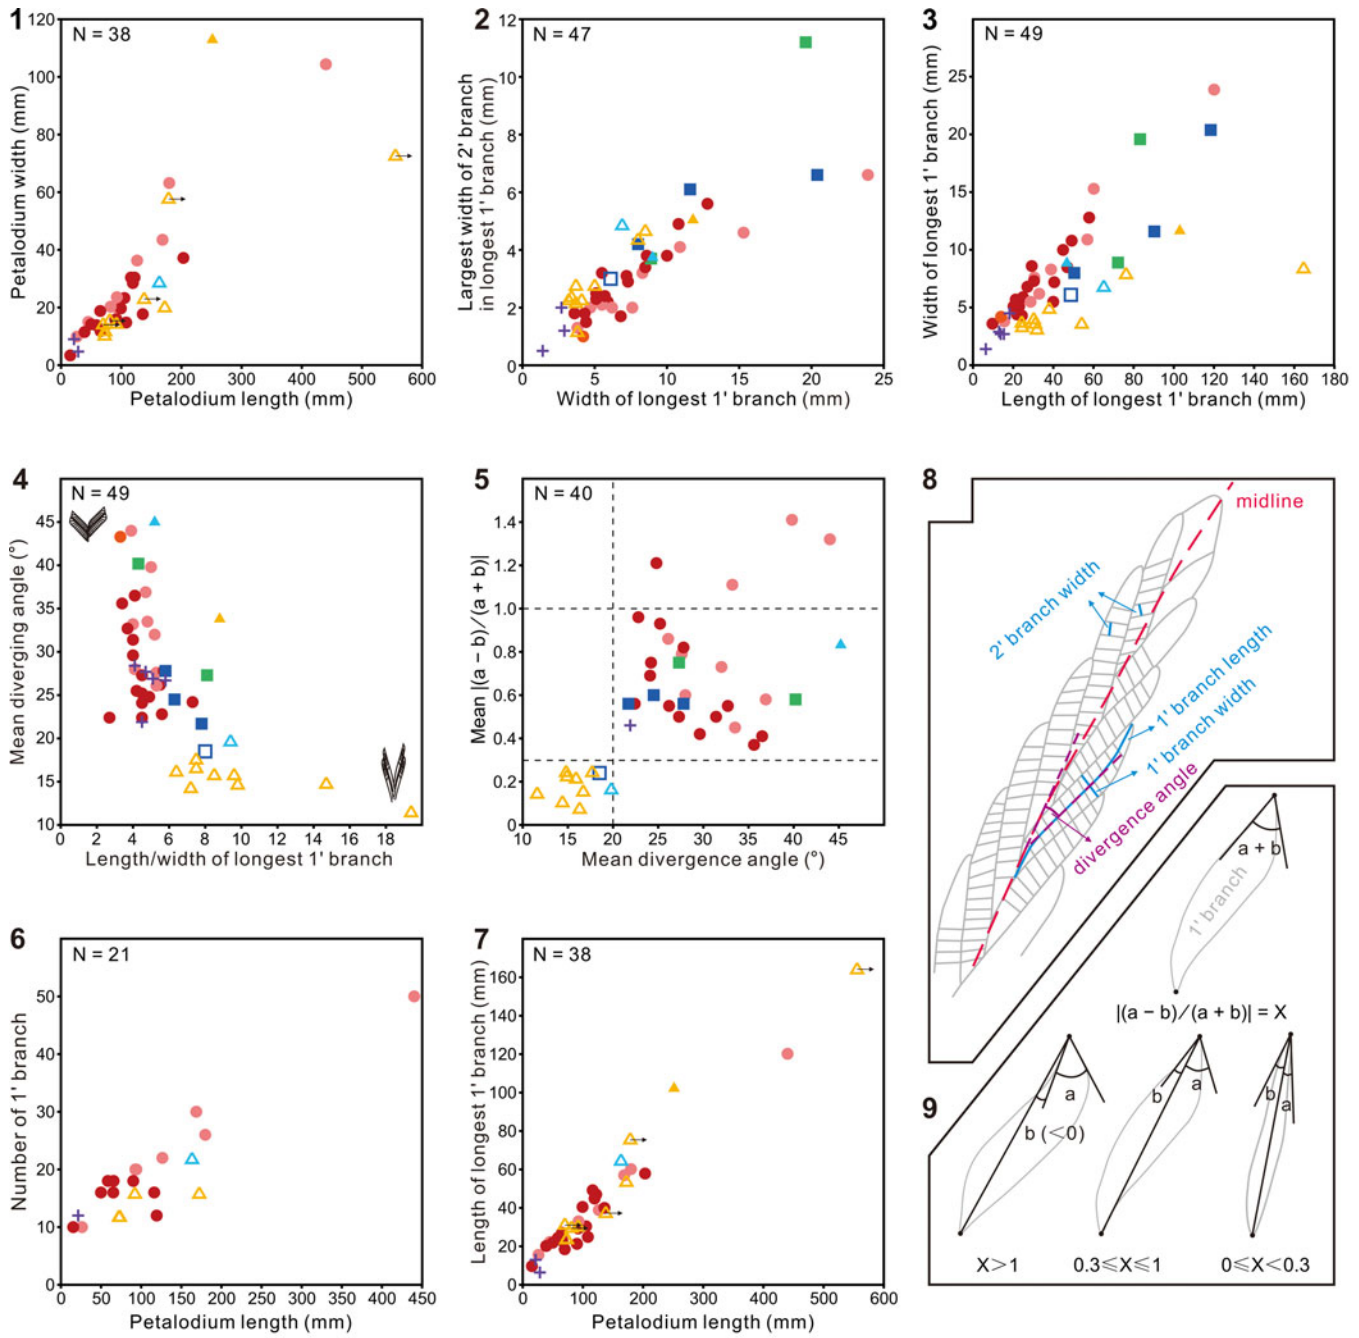 1
N = 38
Petalodium width (mm)
120
100
80
60
40
20
0
0 100 200 300 400 500 600
Petalodium length (mm)
2
N = 47
Largest width of 2' branch
in longest 1' branch (mm)
12
10
8
6
4
2
0
0 5 10 15 20 25
Width of longest 1' branch (mm)
3
N = 49
Width of longest 1' branch (mm)
25
20
15
10
5
0
0 20 40 60 80 100 120 140 160 180
Length of longest 1' branch (mm)
4
N = 49
Mean diverging angle (°)
45
40
35
30
25
20
15
10
0 2 4 6 8 10 12 14 16 18
Length/width of longest 1' branch
5
N = 40
Mean |(a − b)/(a + b)|
1.4
1.2
1.0
0.8
0.6
0.4
0.2
0
10 15 20 25 30 35 40 45
Mean divergence angle (°)
8
midline
2' branch width
1' branch length
1' branch width
divergence angle
6
N = 21
Number of 1' branch
50
40
30
20
10
0
0 50 100 150 200 250 300 350 400 450
Petalodium length (mm)
7
N = 38
Length of longest 1' branch (mm)
160
140
120
100
80
60
40
20
0
0 100 200 300 400 500 600
Petalodium length (mm)
9
a + b
1' branch
|(a − b)/(a + b)| = X
a
b (<0)
b
a
b
a
X>1
0.3≤X≤1
0≤X<0.3